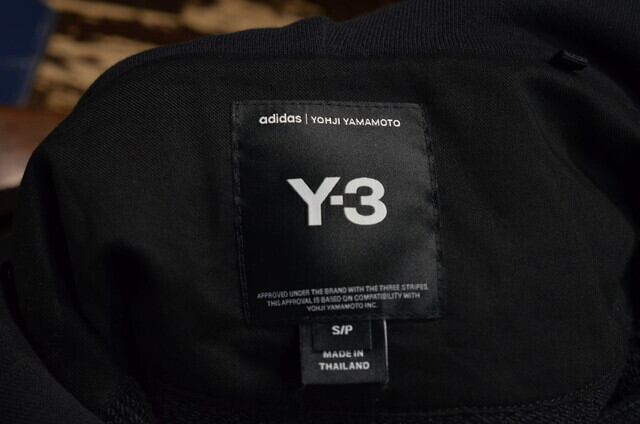 adidas | YOHJI YAMAMOTO
Y-3
APPROVED UNDER THE BRAND WITH THE THREE STRIPES.
THIS APPROVAL IS BASED ON COMPATIBILITY WITH
YOHJI YAMAMOTO INC.
S/P
MADE IN
THAILAND